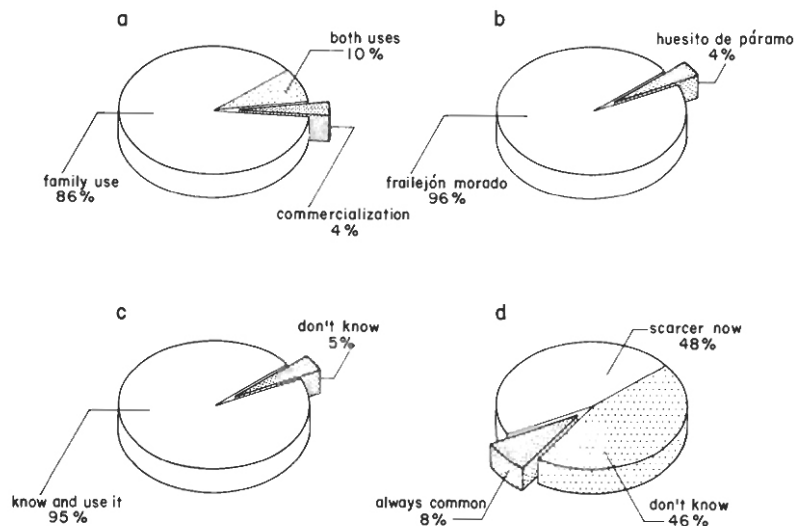 a
both uses
10%
family use
86%
commercialization
4%
b
huesito de páramo
4%
frailejón morado
96%
c
don't know
5%
know and use it
95%
d
scarcer now
48%
always common
8%
don't know
46%